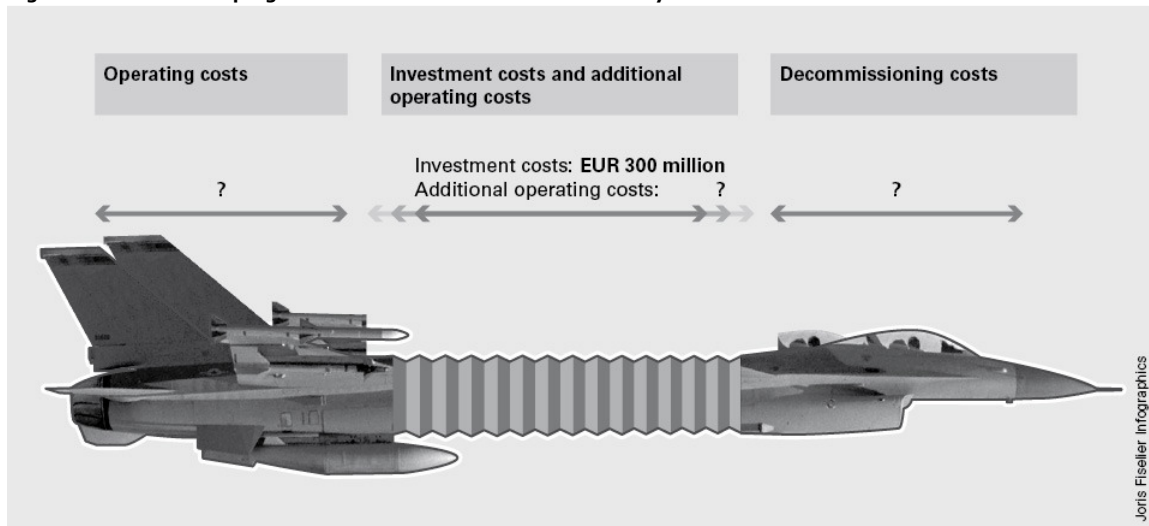 Operating costs
Investment costs and additional
operating costs
Decommissioning costs
Investment costs: EUR 300 million
Additional operating costs: ?
?
?
Joris Fiselier Infographics